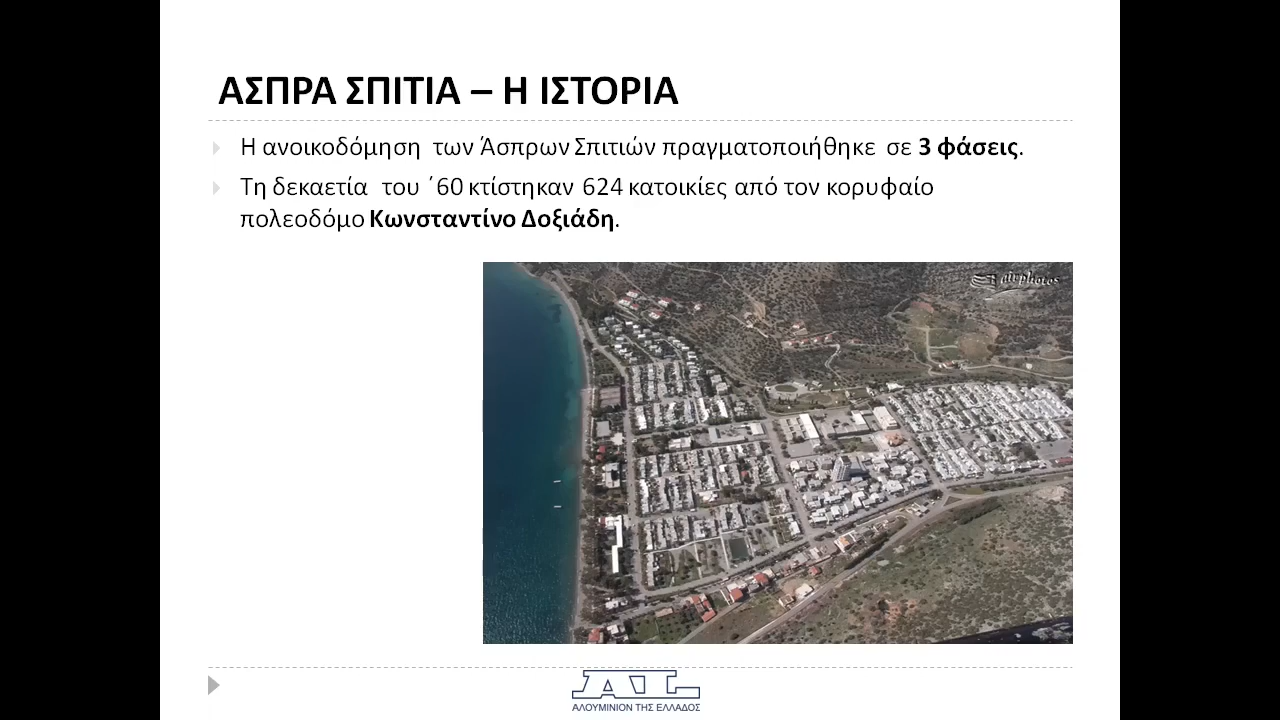 ΑΣΠΡΑ ΣΠΙΤΙΑ – Η ΙΣΤΟΡΙΑ
Η ανοικοδόμηση των Άσπρων Σπιτιών πραγματοποιήθηκε σε 3 φάσεις.
Τη δεκαετία του ΄60 κτίστηκαν 624 κατοικίες από τον κορυφαίο
πολεοδόμο Κωνσταντίνο Δοξιάδη.
airphotos
ΑΛΟΥΜΙΝΙΟΝ ΤΗΣ ΕΛΛΑΔΟΣ